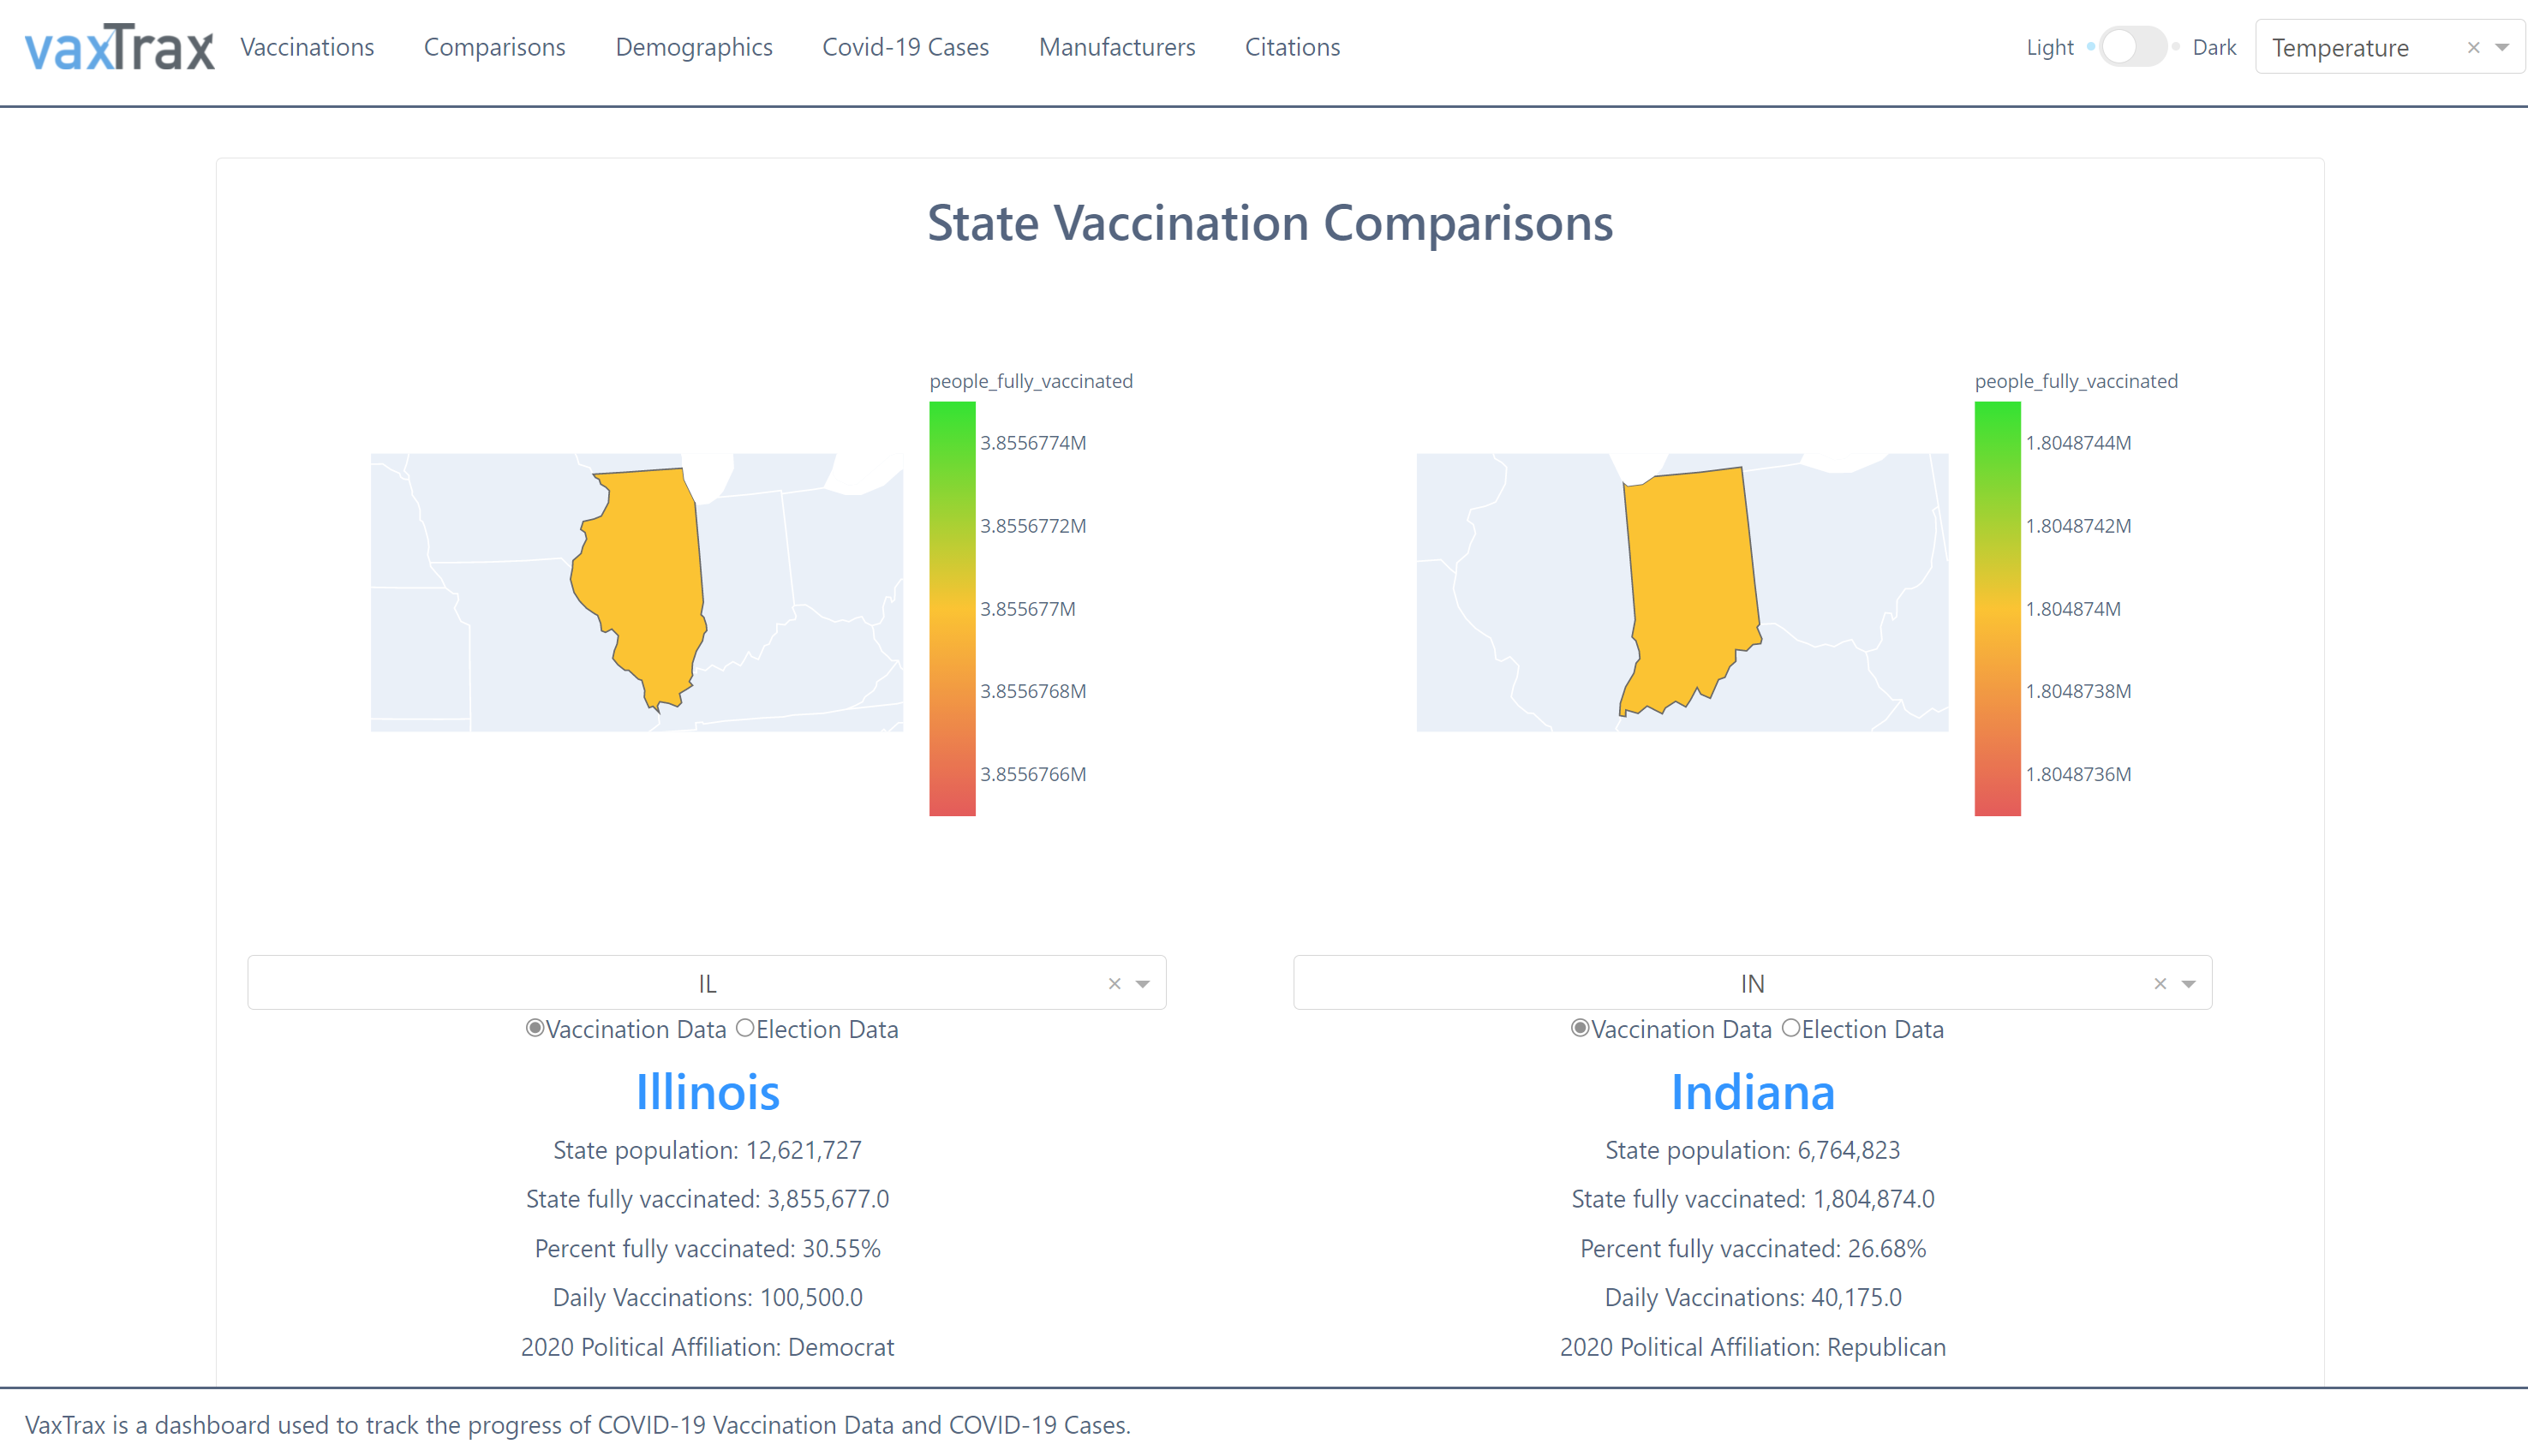 vaxTrax Vaccinations Comparisons Demographics Covid-19 Cases Manufacturers Citations Light Dark Temperature × 
State Vaccination Comparisons
people_fully_vaccinated
3.8556774M
3.8556772M
3.855677M
3.8556768M
3.8556766M
people_fully_vaccinated
1.8048744M
1.8048742M
1.804874M
1.8048738M
1.8048736M
IL ×
Vaccination Data Election Data
Illinois
State population: 12,621,727
State fully vaccinated: 3,855,677.0
Percent fully vaccinated: 30.55%
Daily Vaccinations: 100,500.0
2020 Political Affiliation: Democrat
IN ×
Vaccination Data Election Data
Indiana
State population: 6,764,823
State fully vaccinated: 1,804,874.0
Percent fully vaccinated: 26.68%
Daily Vaccinations: 40,175.0
2020 Political Affiliation: Republican
VaxTrax is a dashboard used to track the progress of COVID-19 Vaccination Data and COVID-19 Cases.